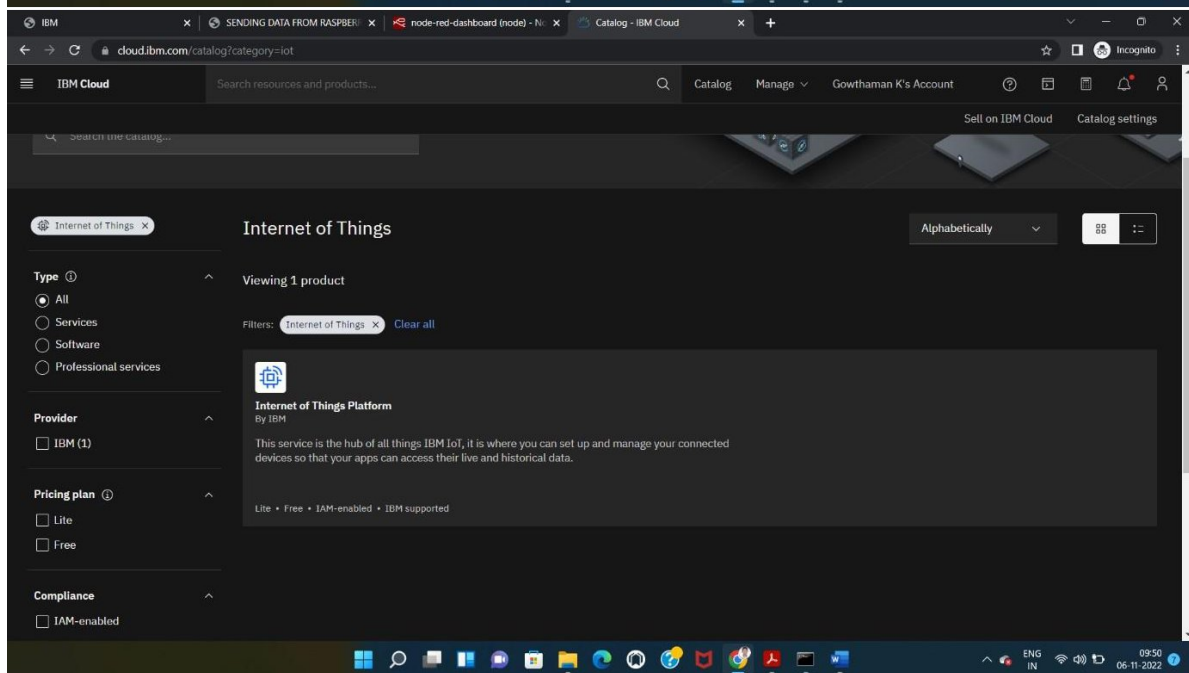 IBM
SENDING DATA FROM RASPBER
node-red-dashboard (node) - No
Catalog - IBM Cloud
cloud.ibm.com/catalog?category=iot
Incognito
IBM Cloud
Search resources and products...
Catalog
Manage
Gowthaman K's Account
Sell on IBM Cloud
Catalog settings
Search the catalog...
Internet of Things
Internet of Things
Alphabetically
Type
All
Services
Software
Professional services
Viewing 1 product
Filters: Internet of Things Clear all
Provider
IBM (1)
Internet of Things Platform
By IBM
This service is the hub of all things IBM IoT, it is where you can set up and manage your connected
devices so that your apps can access their live and historical data.
Lite • Free • IAM-enabled • IBM supported
Pricing plan
Lite
Free
Compliance
IAM-enabled
ENG
IN
09:50
06-11-2022
7